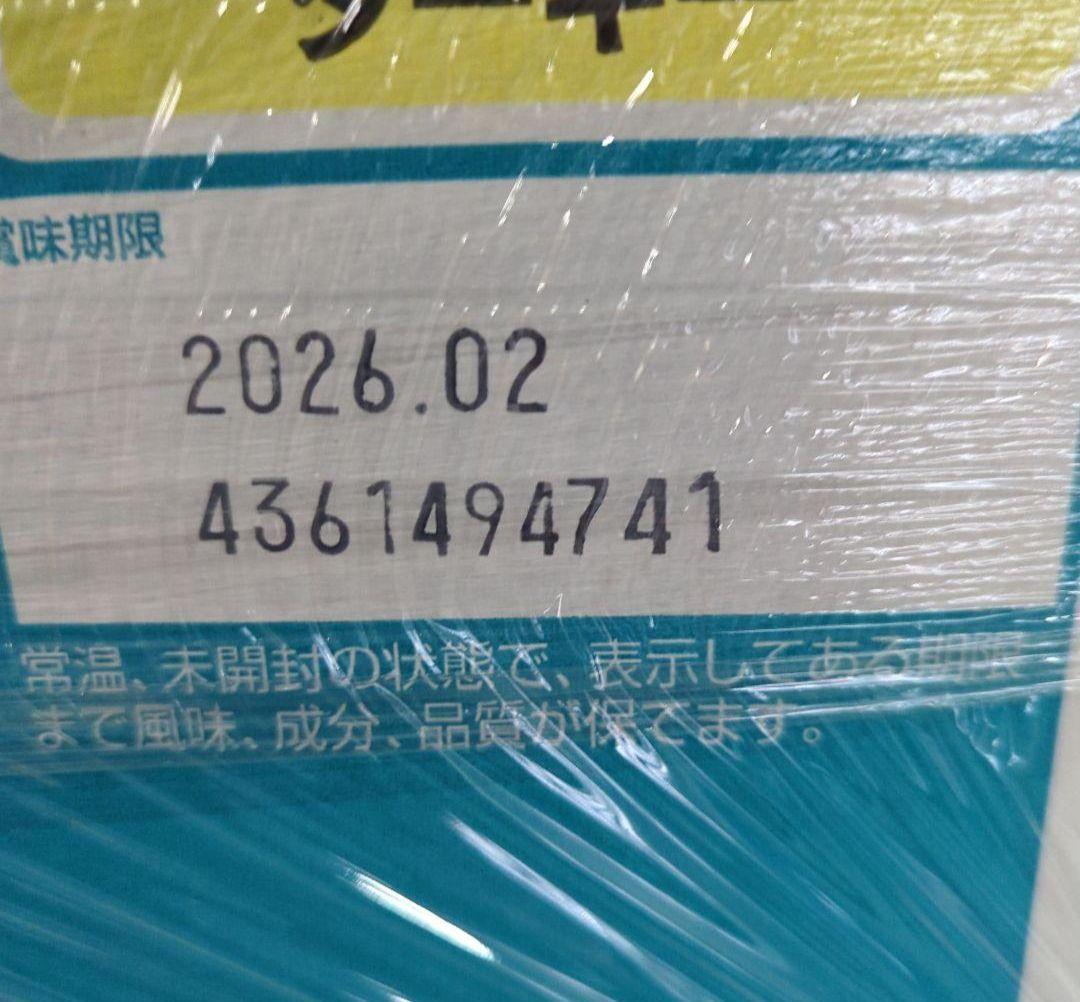 賞味期限
2026.02
4361494741
常温、未開封の状態で、表示してある期限
まで風味、成分、品質が保てます。